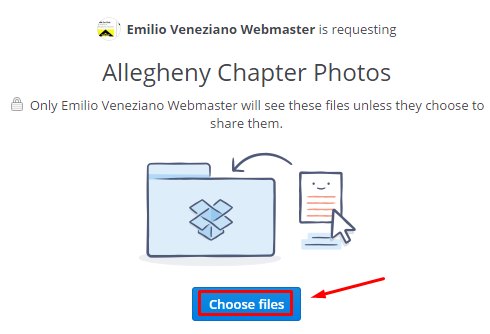 Emilio Veneziano Webmaster is requesting
Allegheny Chapter Photos
Only Emilio Veneziano Webmaster will see these files unless they choose to
share them.
Choose files